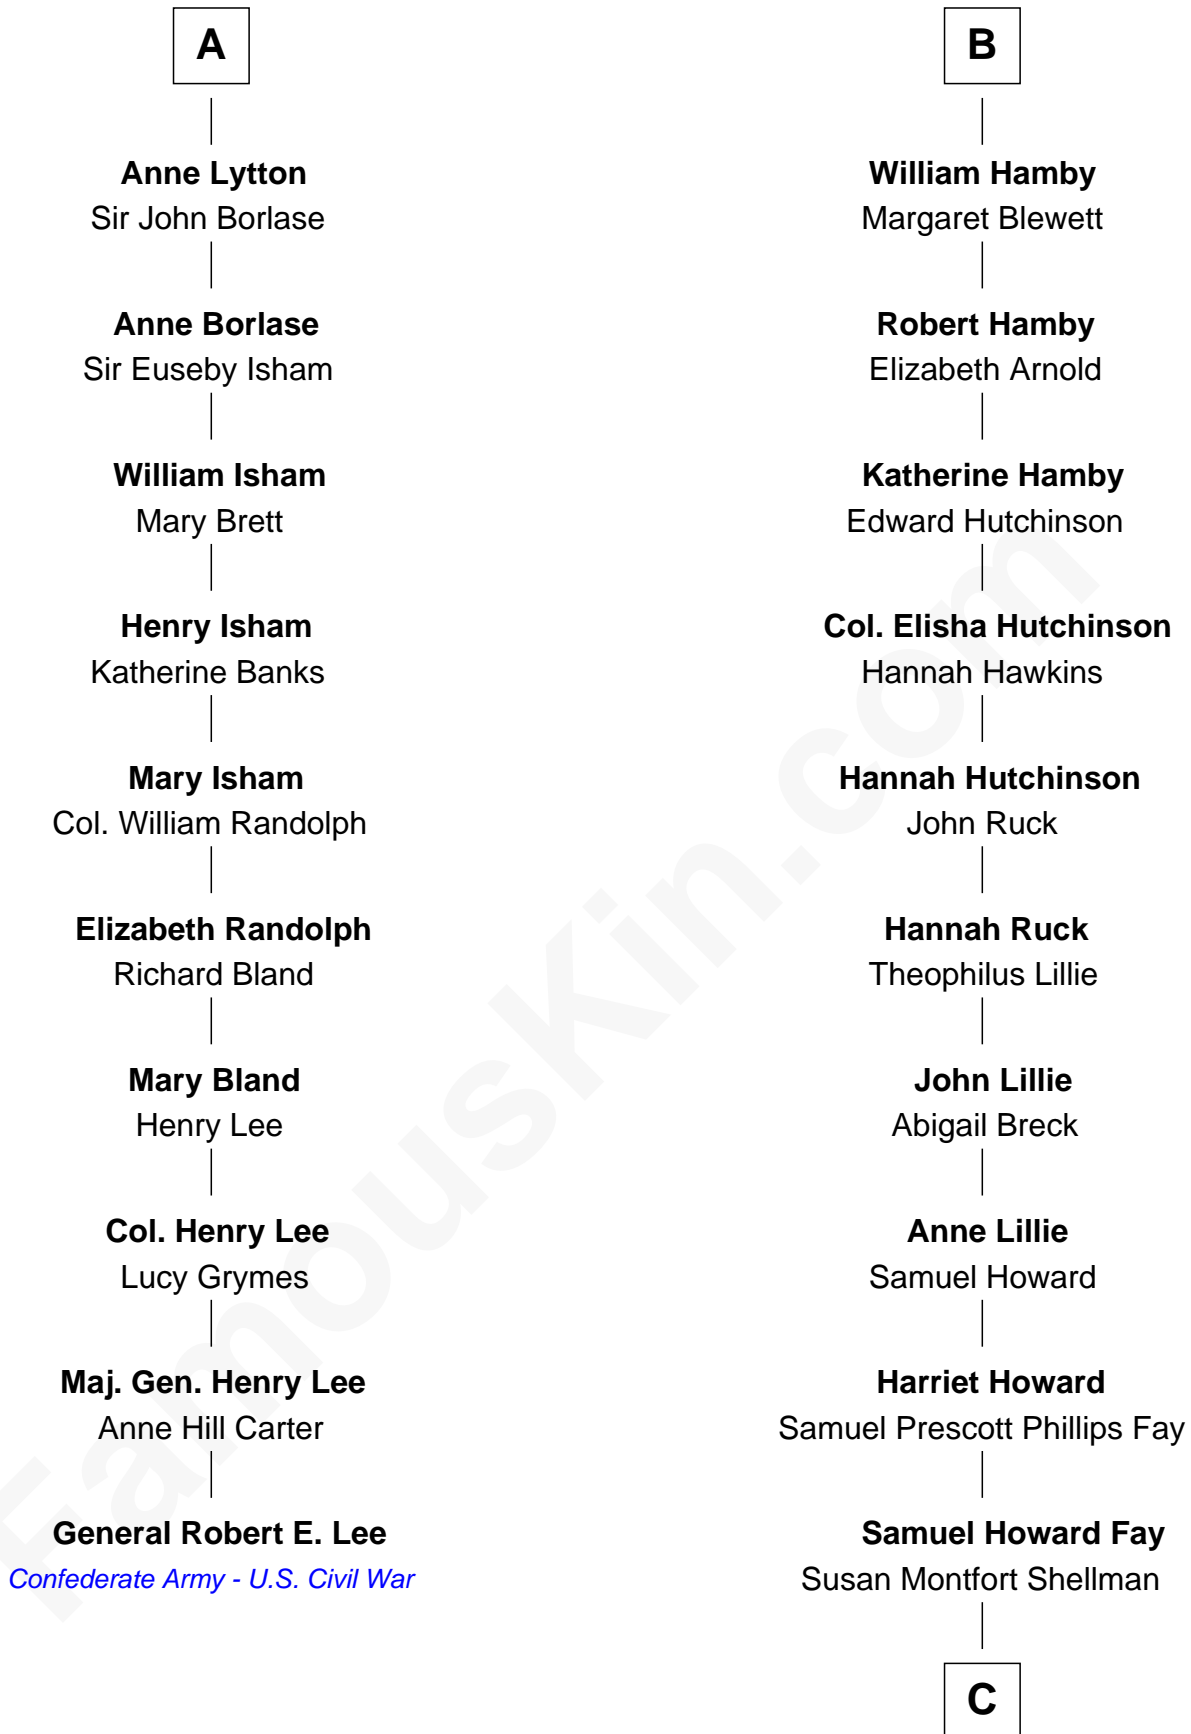 A
Anne Lytton
Sir John Borlase
Anne Borlase
Sir Euseby Isham
William Isham
Mary Brett
Henry Isham
Katherine Banks
Mary Isham
Col. William Randolph
Elizabeth Randolph
Richard Bland
Mary Bland
Henry Lee
Col. Henry Lee
Lucy Grymes
Maj. Gen. Henry Lee
Anne Hill Carter
General Robert E. Lee
Confederate Army - U.S. Civil War
B
William Hamby
Margaret Blewett
Robert Hamby
Elizabeth Arnold
Katherine Hamby
Edward Hutchinson
Col. Elisha Hutchinson
Hannah Hawkins
Hannah Hutchinson
John Ruck
Hannah Ruck
Theophilus Lillie
John Lillie
Abigail Breck
Anne Lillie
Samuel Howard
Harriet Howard
Samuel Prescott Phillips Fay
Samuel Howard Fay
Susan Montfort Shellman
C
FamousKin.com